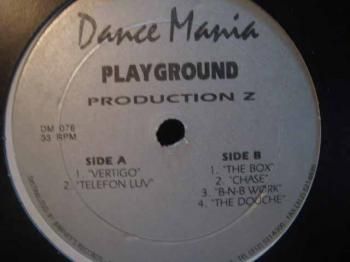 Dance Mania
PLAYGROUND
PRODUCTION Z
DM 076
33 RPM
SIDE A
1. "VERTIGO"
2. "TELEFON LUV"
SIDE B
1. "THE BOX"
2. "CHASE"
3. "B-N-B WORK"
4. "THE DOUCHE"